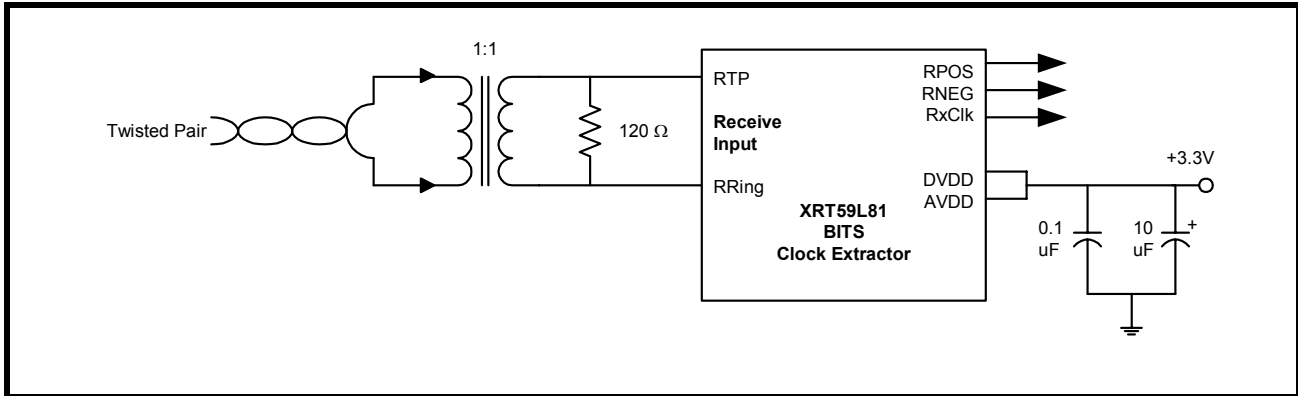 1:1
Twisted Pair
120 Ω
RTP
Receive
Input
RRing
XRT59L81
BITS
Clock Extractor
RPOS
RNEG
RxClk
DVDD
AVDD
+3.3V
0.1
uF
10
uF
+